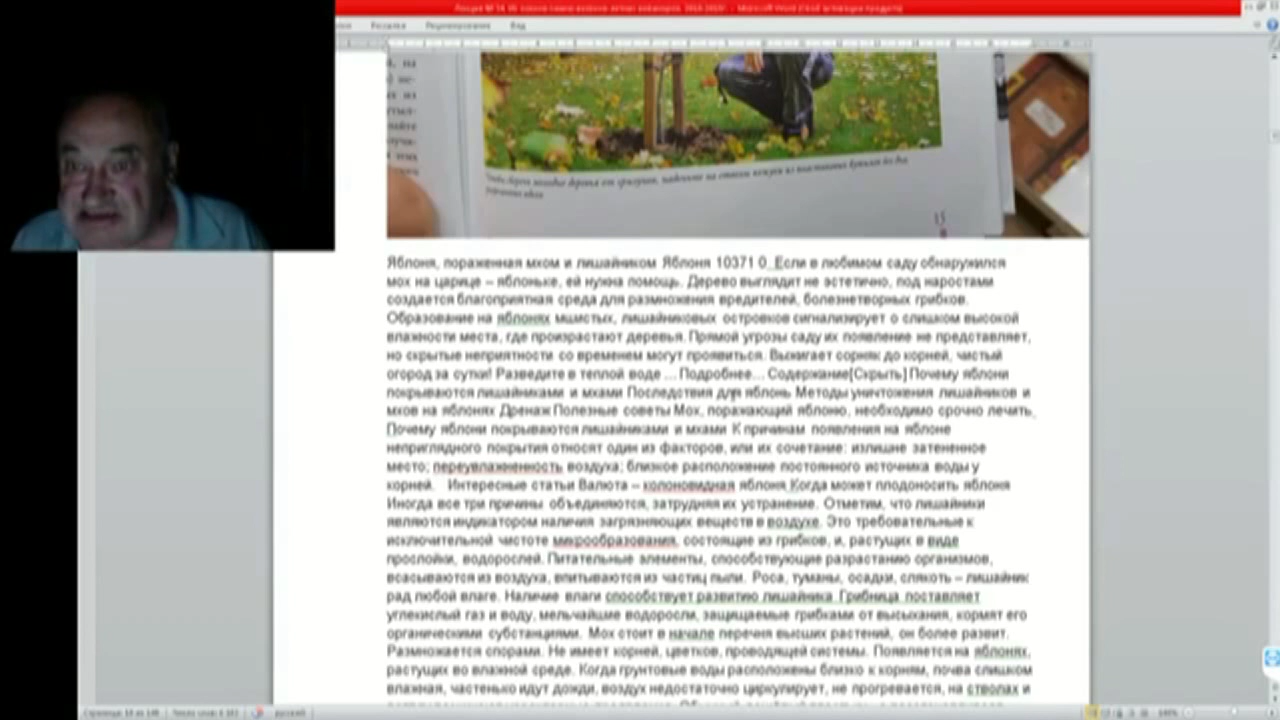 Рассылки Рецензирование Вид
15
Яблоня, пораженная мхом и лишайником Яблоня 10371 0 Если в любимом саду обнаружился
мох на царице – яблоньке, ей нужна помощь. Дерево выглядит не эстетично, под наростами
создается благоприятная среда для размножения вредителей, болезнетворных грибков.
Образование на яблонях мшистых, лишайниковых островков сигнализирует о слишком высокой
влажности места, где произрастают деревья. Прямой угрозы саду их появление не представляет,
но скрытые неприятности со временем могут проявиться. Выжигает сорняк до корней, чистый
огород за сутки! Разведите в теплой воде ... Подробнее... Содержание[Скрыть] Почему яблони
покрываются лишайниками и мхами Последствия для яблонь Методы уничтожения лишайников и
мхов на яблонях Дренаж Полезные советы Мох, поражающий яблоню, необходимо срочно лечить.
Почему яблони покрываются лишайниками и мхами К причинам появления на яблоне
неприглядного покрытия относят один из факторов, или их сочетание: излишне затененное
место; переувлажненность воздуха; близкое расположение постоянного источника воды у
корней. Интересные статьи Валюта – колоновидная яблоня Когда может плодоносить яблоня
Иногда все три причины объединяются, затрудняя их устранение. Отметим, что лишайники
являются индикатором наличия загрязняющих веществ в воздухе. Это требовательные к
исключительной чистоте микрообразования, состоящие из грибков, и, растущих в виде
прослойки, водорослей. Питательные элементы, способствующие разрастанию организмов,
всасываются из воздуха, впитываются из частиц пыли. Роса, туманы, осадки, слякоть – лишайник
рад любой влаге. Наличие влаги способствует развитию лишайника Грибница поставляет
углекислый газ и воду, мельчайшие водоросли, защищаемые грибками от высыхания, кормят его
органическими субстанциями. Мох стоит в начале перечня высших растений, он более развит.
Размножается спорами. Не имеет корней, цветков, проводящей системы. Появляется на яблонях,
растущих во влажной среде. Когда грунтовые воды расположены близко к корням, почва слишком
влажная, частенько идут дожди, воздух недостаточно циркулирует, не прогревается, на стволах и